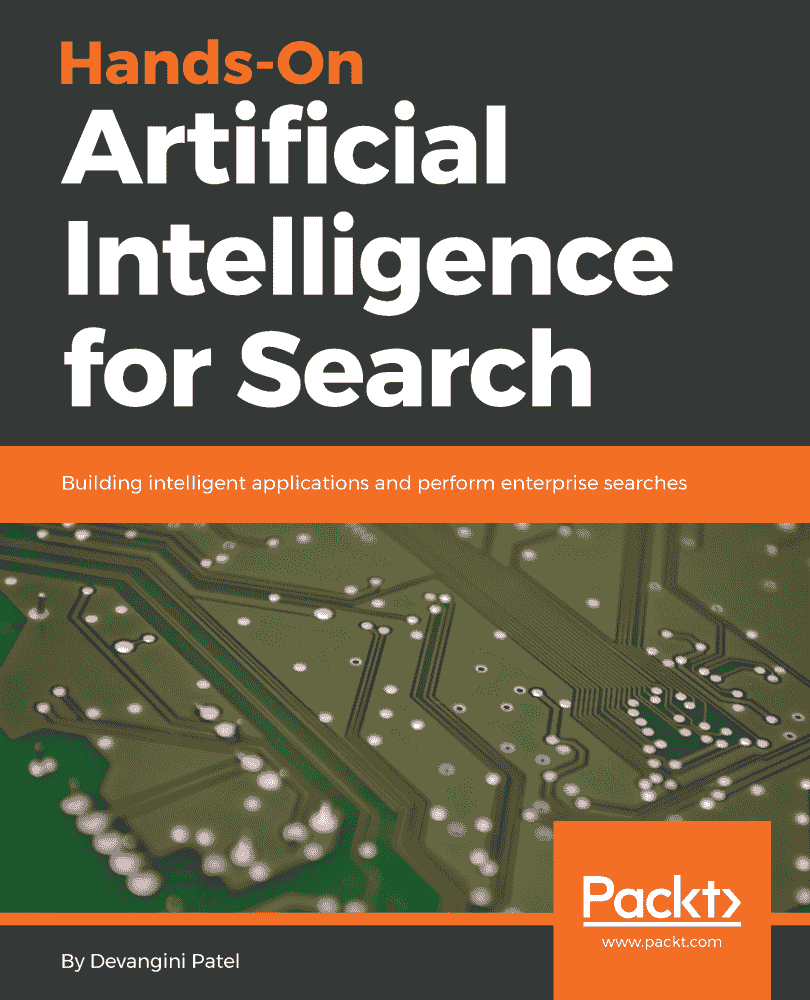 Hands-On
Artificial
Intelligence
for Search
Building intelligent applications and perform enterprise searches
Packt>
www.packt.com
By Devangini Patel